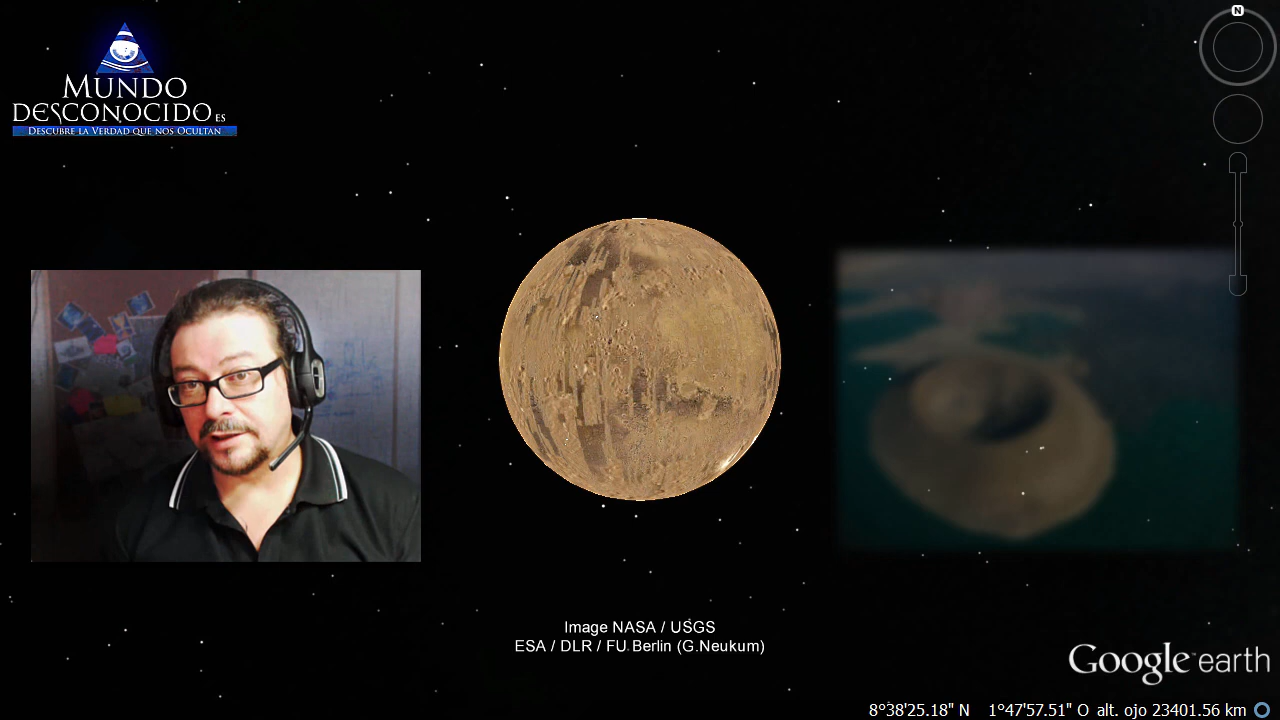 MUNDO
DESCONOCIDO.ES
DESCUBRE LA VERDAD QUE NOS OCULTAN
N
Image NASA / USGS
ESA / DLR / FU Berlin (G.Neukum)
Google™ earth
8°38'25.18" N 1°47'57.51" O alt. ojo 23401.56 km